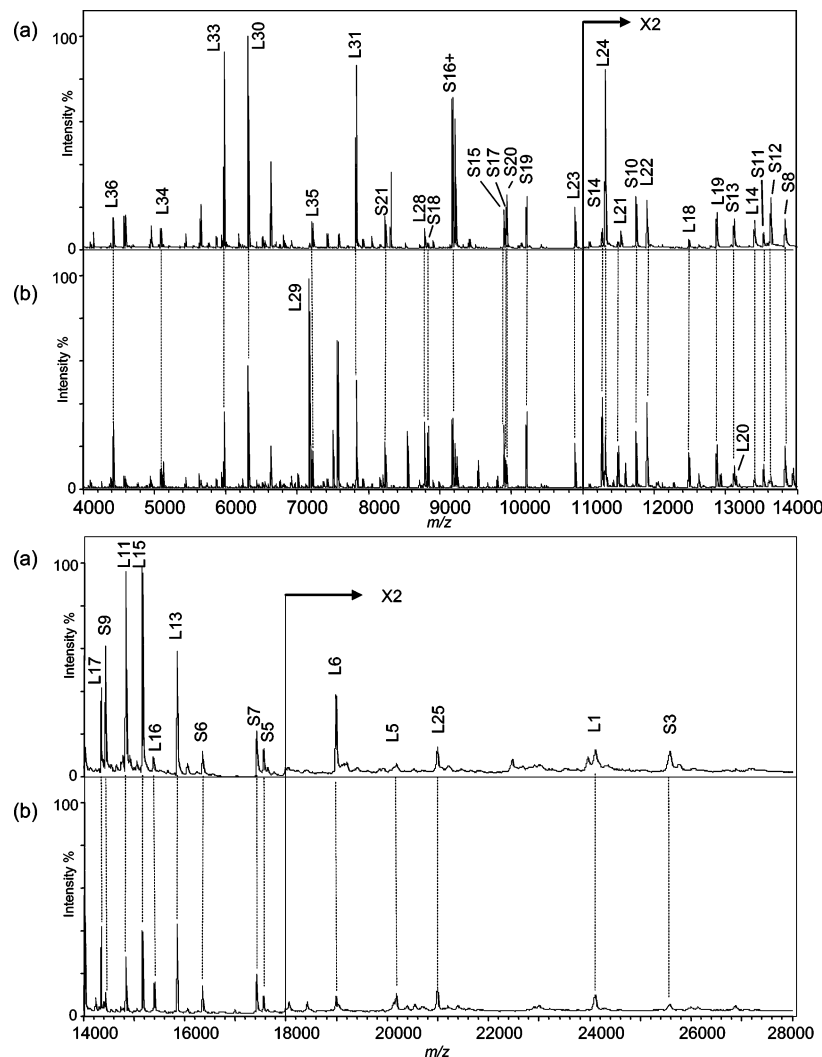 (a)
100
Intensity %
0
L36
L34
L33
L30
L35
L31
S21
L28
S18
S16+
S15
S17
S20
S19
L23
X2
S14
L24
L21
S10
L22
L18
L19
S13
L14
S11
S12
S8
(b)
100
Intensity %
0
L29
L20
4000 5000 6000 7000 8000 9000 10000 11000 12000 13000 14000
m/z
(a)
100
Intensity %
0
L17
S9
L11
L15
L16
L13
S6
S7
S5
X2
L6
L5
L25
L1
S3
(b)
100
Intensity %
0
14000 16000 18000 20000 22000 24000 26000 28000
m/z